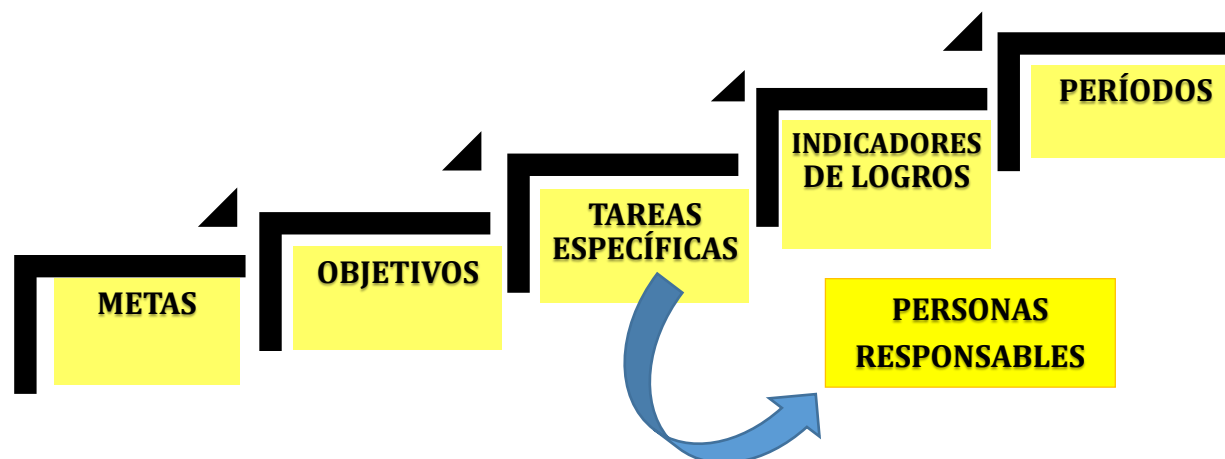 METAS
OBJETIVOS
TAREAS
ESPECÍFICAS
INDICADORES
DE LOGROS
PERÍODOS
PERSONAS
RESPONSABLES